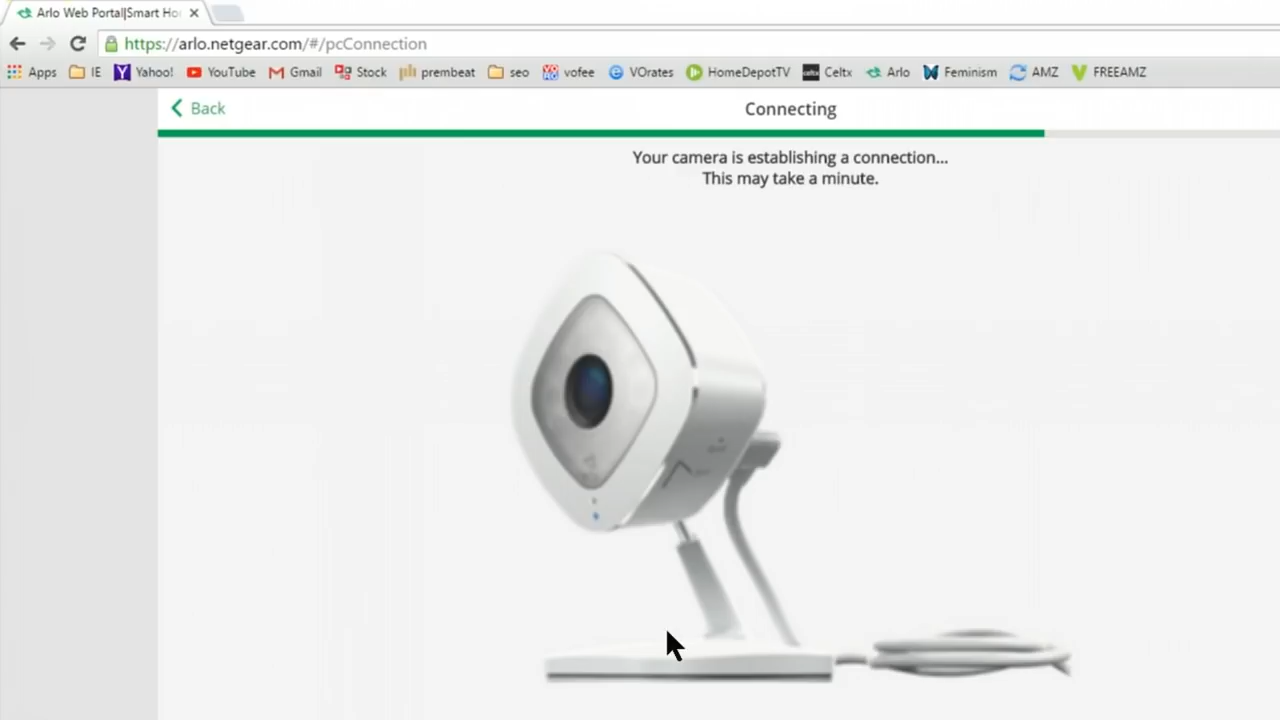 Arlo Web Portal|Smart Ho
https://arlo.netgear.com/#/pcConnection
Apps IE Yahoo! YouTube Gmail Stock prembeat seo vofee VOrates HomeDepotTV Celtx Arlo Feminism AMZ FREEAMZ
Back
Connecting
Your camera is establishing a connection...
This may take a minute.